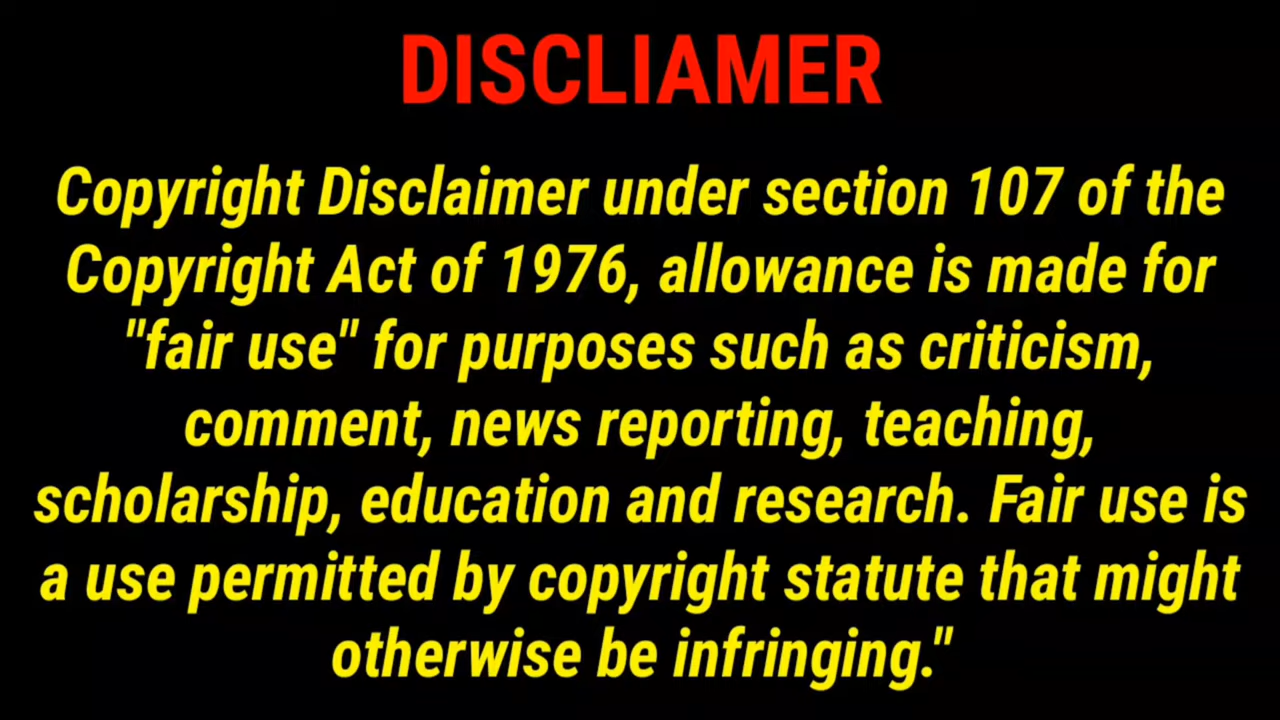 DISCLIAMER
Copyright Disclaimer under section 107 of the
Copyright Act of 1976, allowance is made for
"fair use" for purposes such as criticism,
comment, news reporting, teaching,
scholarship, education and research. Fair use is
a use permitted by copyright statute that might
otherwise be infringing."